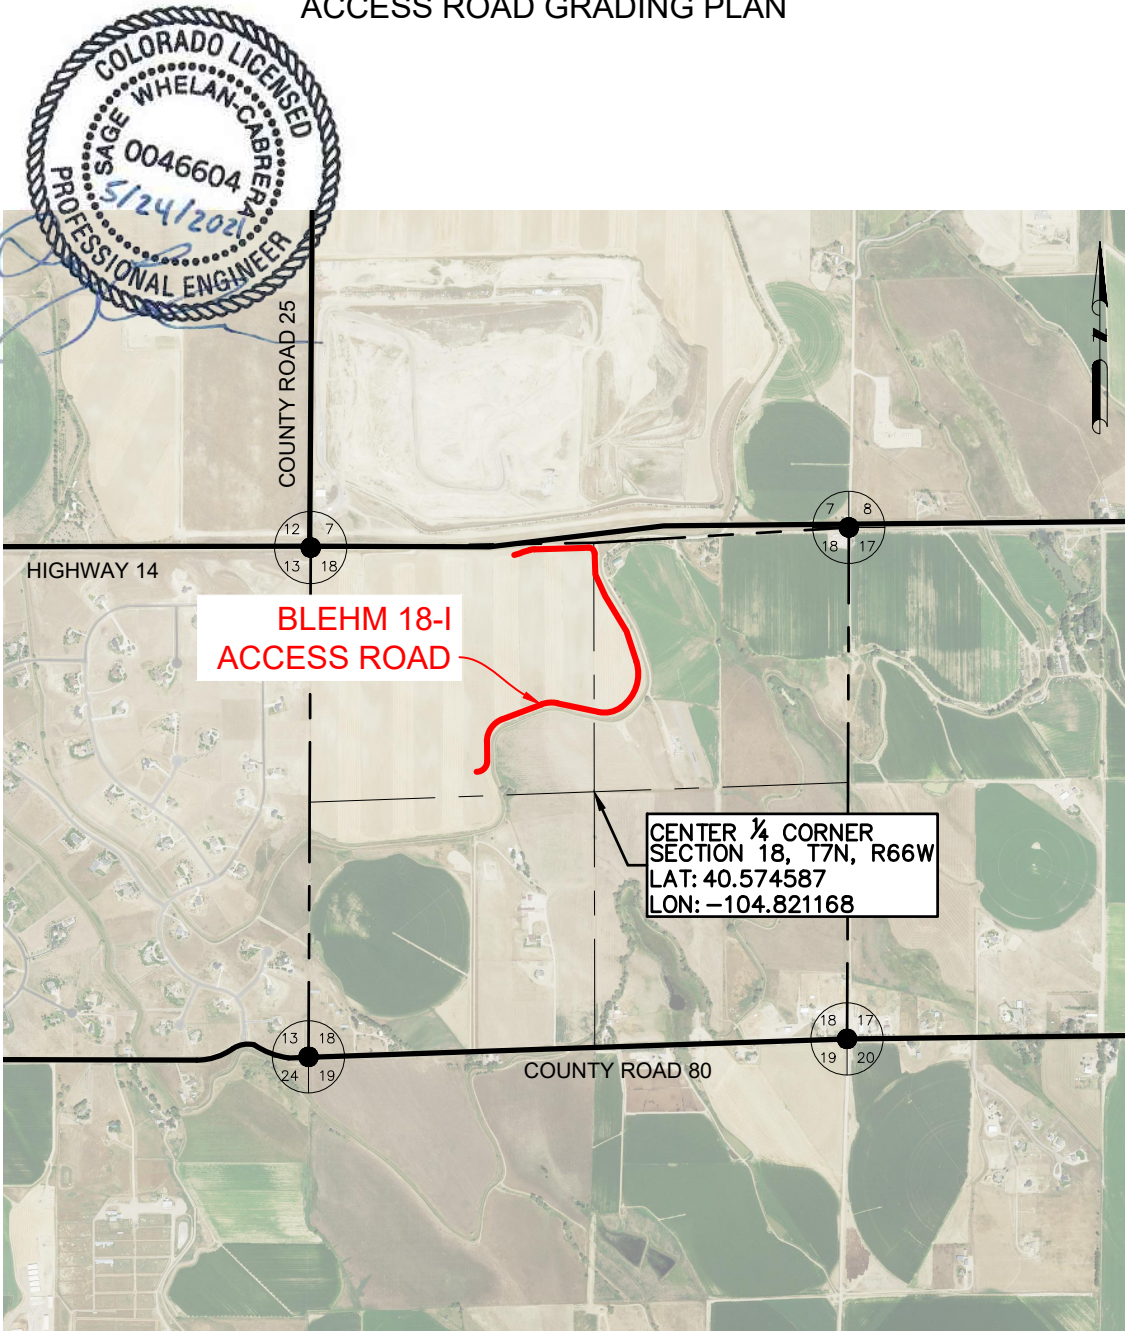 ACCESS ROAD GRADING PLAN
COLORADO LICENSED
SAGE WHELAN-CABRERA
0046604
5/24/2021
PROFESSIONAL ENGINEER
COUNTY ROAD 25
N
12 7
13 18
7 8
18 17
HIGHWAY 14
BLEHM 18-I
ACCESS ROAD
CENTER ¼ CORNER
SECTION 18, T7N, R66W
LAT: 40.574587
LON: -104.821168
13 18
24 19
18 17
19 20
COUNTY ROAD 80